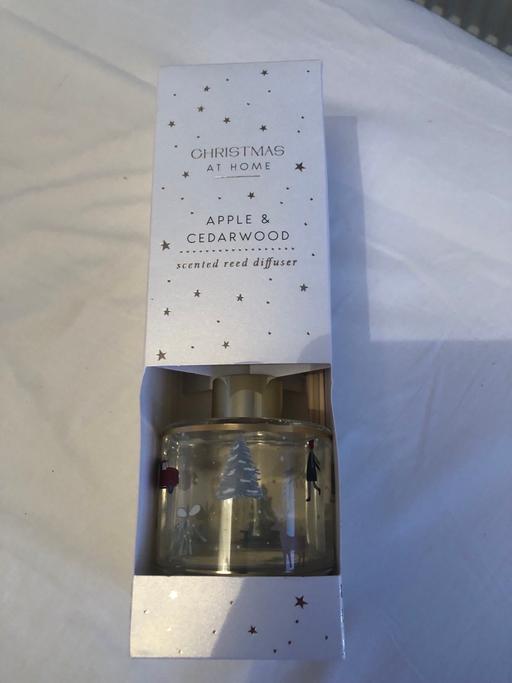 CHRISTMAS
AT HOME
APPLE &
CEDARWOOD
scented reed diffuser